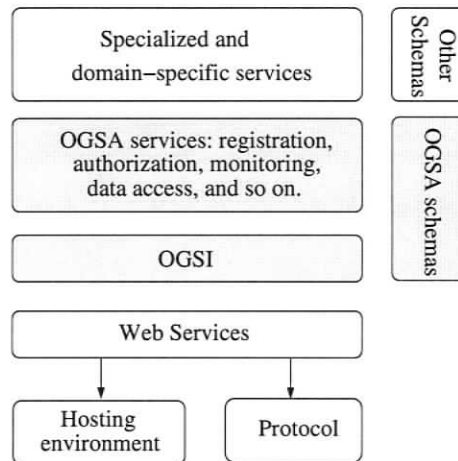 Specialized and
domain–specific services
Other
Schemas
OGSA services: registration,
authorization, monitoring,
data access, and so on.
OGSA schemas
OGSI
Web Services
Hosting
environment
Protocol